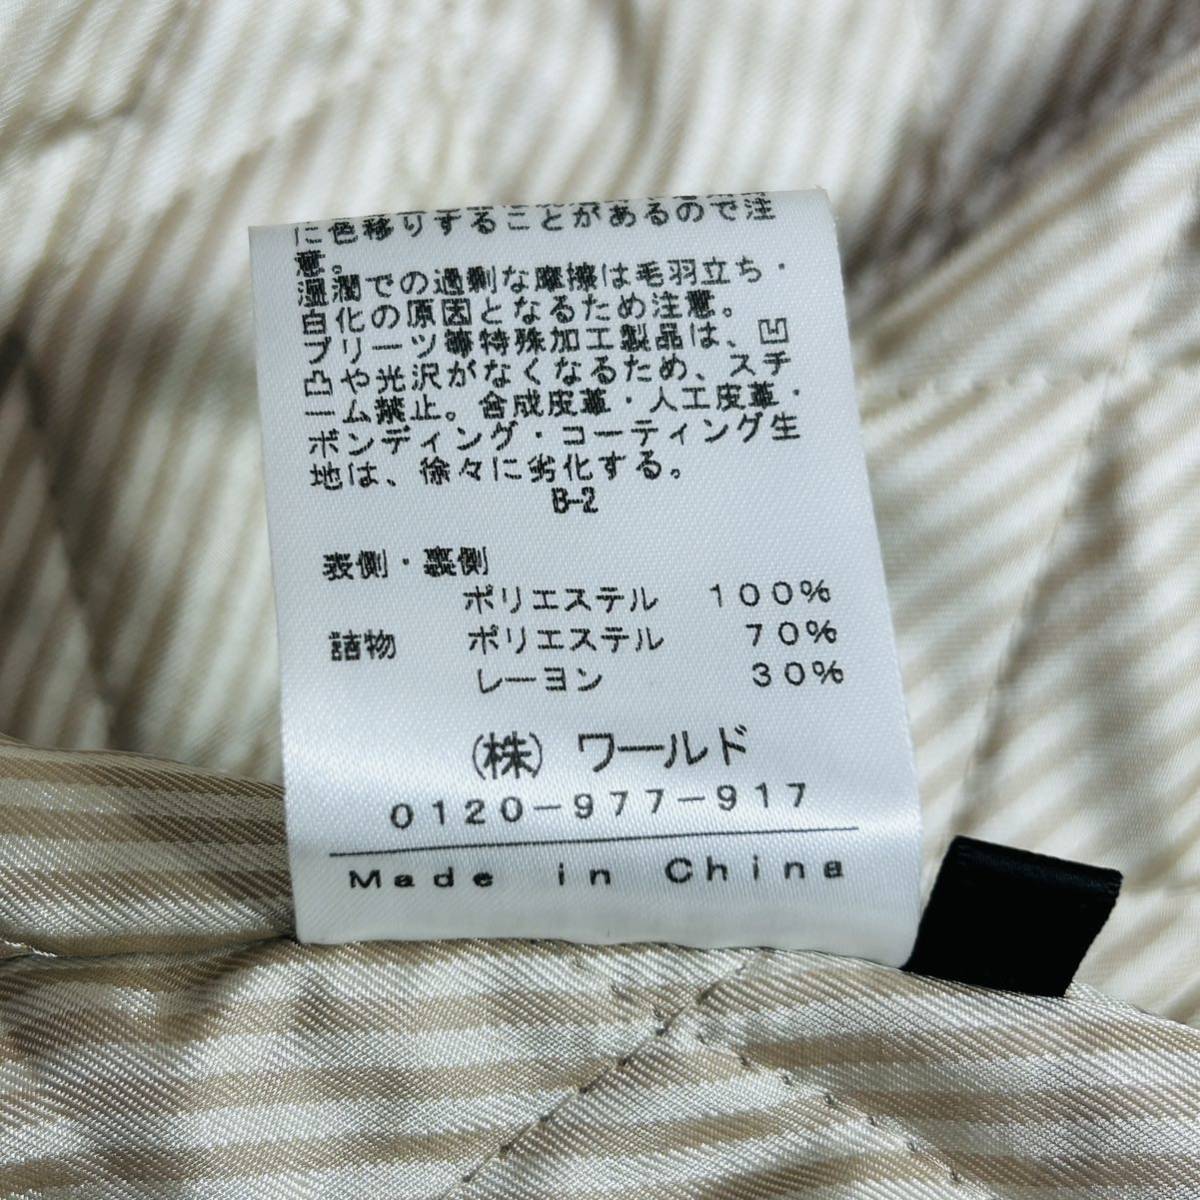 に色移りすることがあるので注
意。
湿潤での過剰な摩擦は毛羽立ち・
白化の原因となるため注意。
プリーツ等特殊加工製品は、凹
凸や光沢がなくなるため、スチ
ーム禁止。合成皮革・人工皮革・
ボンディング・コーティング生
地は、徐々に劣化する。
B-2
表側・裏側
ポリエステル 100%
詰物 ポリエステル 70%
レーヨン 30%
(株) ワールド
0120-977-917
Made in China